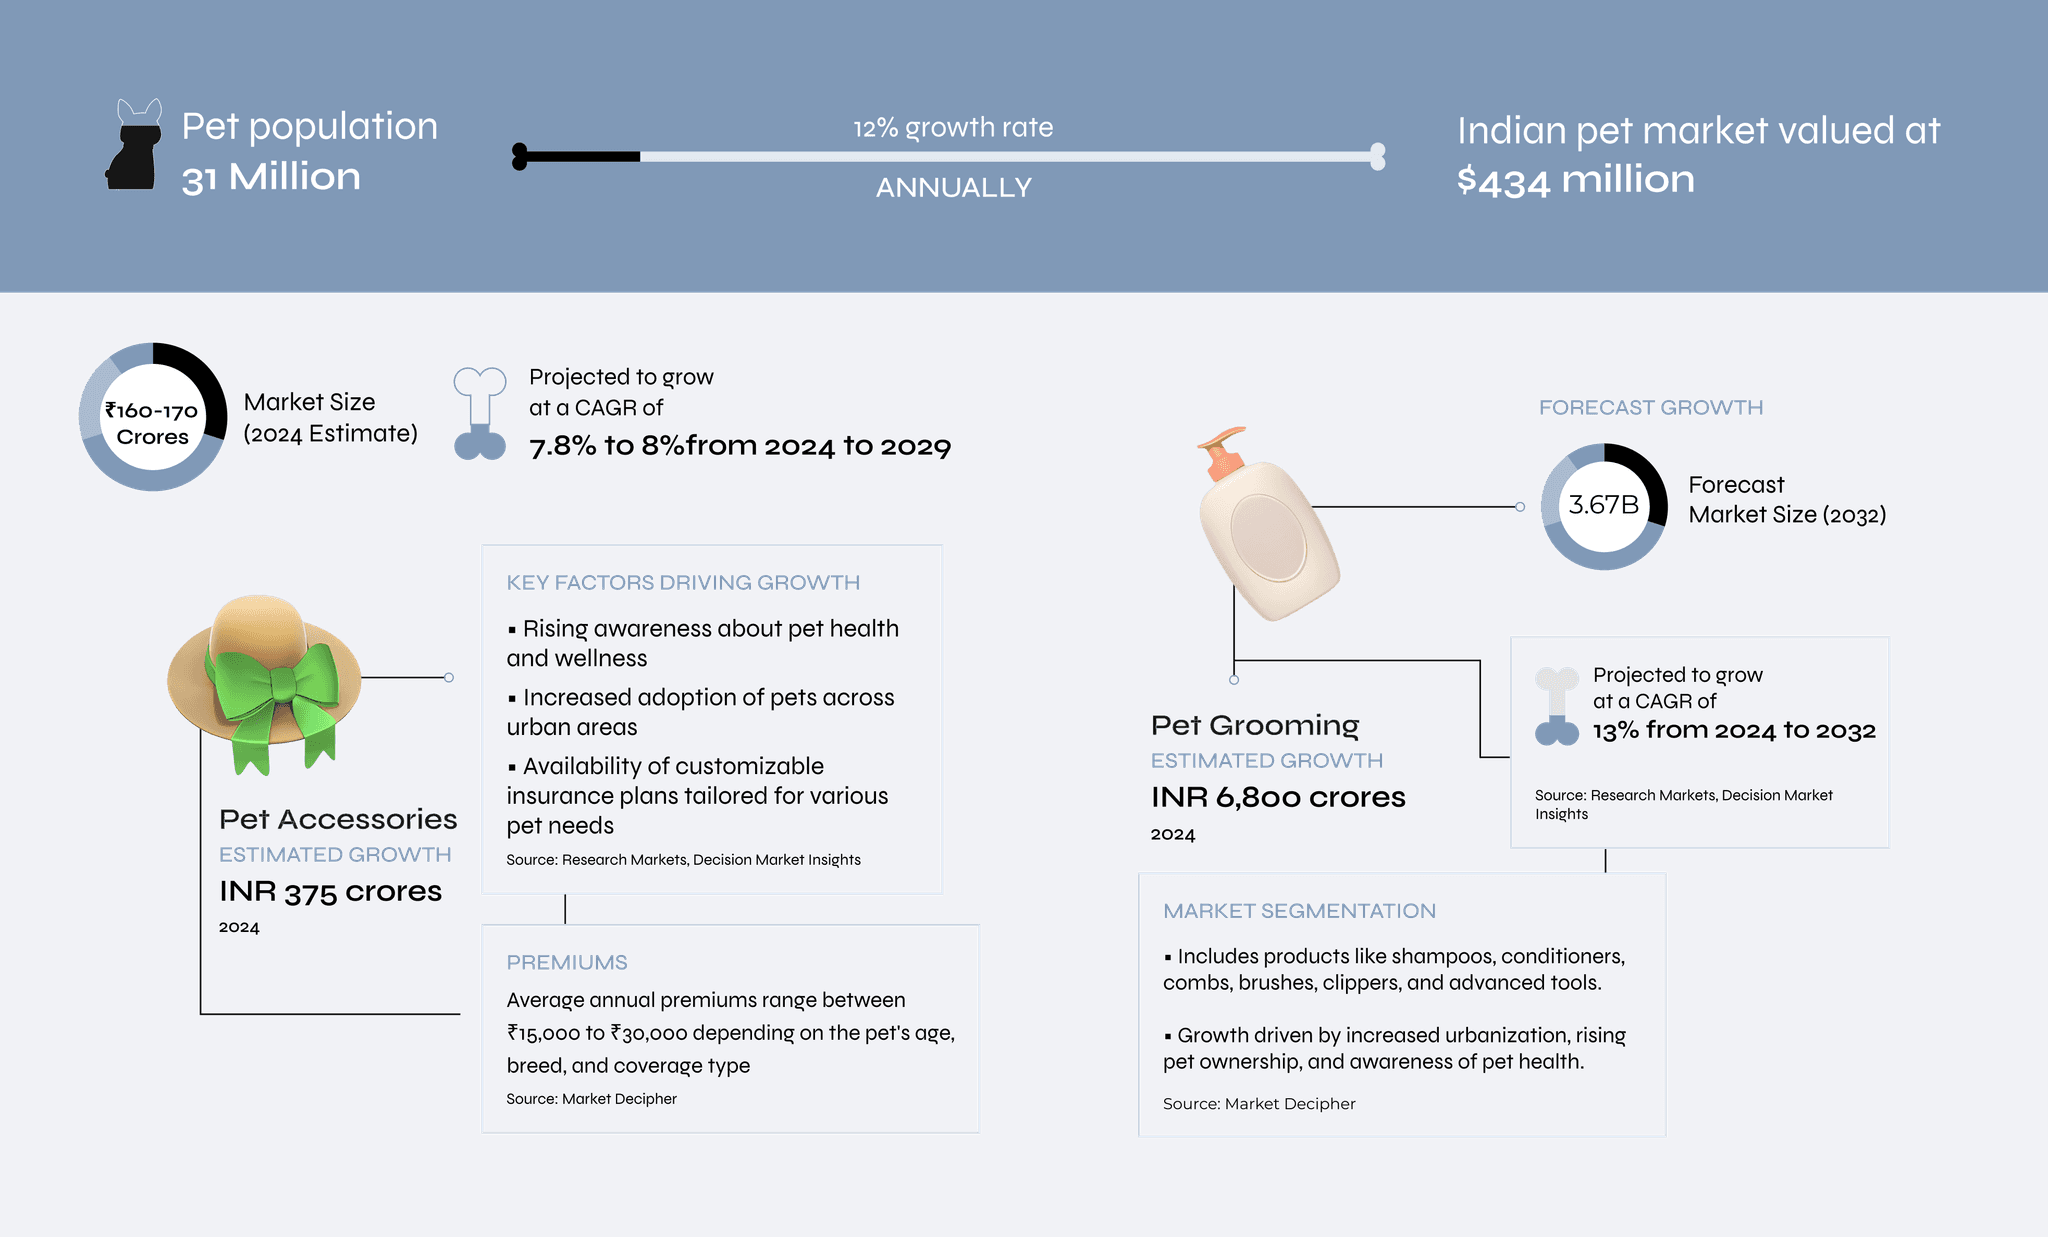 Pet population
31 Million
12% growth rate
ANNUALLY
Indian pet market valued at
$434 million
₹160-170
Crores
Market Size
(2024 Estimate)
Projected to grow
at a CAGR of
7.8% to 8%from 2024 to 2029
KEY FACTORS DRIVING GROWTH
▪ Rising awareness about pet health
and wellness
▪ Increased adoption of pets across
urban areas
▪ Availability of customizable
insurance plans tailored for various
pet needs
Source: Research Markets, Decision Market Insights
Pet Accessories
ESTIMATED GROWTH
INR 375 crores
2024
PREMIUMS
Average annual premiums range between
₹15,000 to ₹30,000 depending on the pet's age,
breed, and coverage type
Source: Market Decipher
FORECAST GROWTH
3.67B
Forecast
Market Size (2032)
Pet Grooming
ESTIMATED GROWTH
INR 6,800 crores
2024
Projected to grow
at a CAGR of
13% from 2024 to 2032
Source: Research Markets, Decision Market
Insights
MARKET SEGMENTATION
▪ Includes products like shampoos, conditioners,
combs, brushes, clippers, and advanced tools.
▪ Growth driven by increased urbanization, rising
pet ownership, and awareness of pet health.
Source: Market Decipher